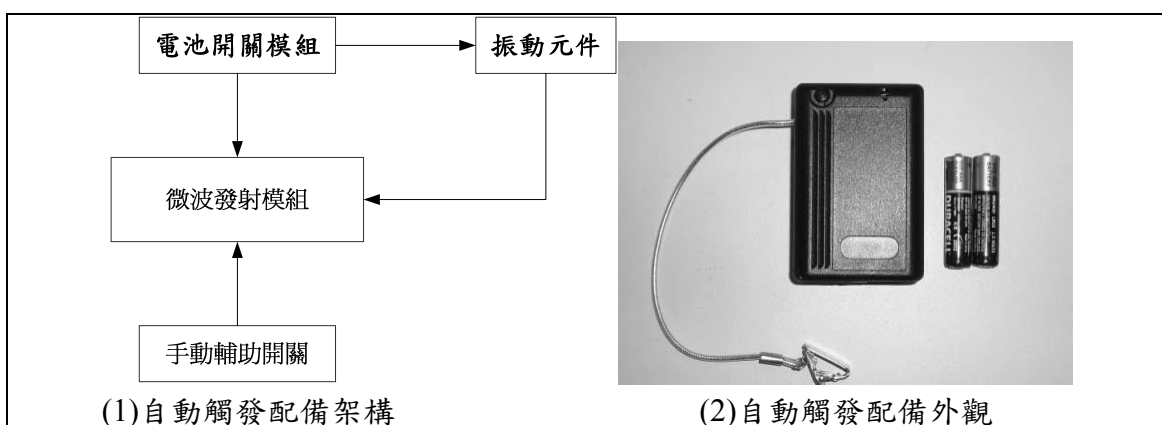 電池開關模組
振動元件
微波發射模組
手動輔助開關
DURACELL
(1)自動觸發配備架構
(2)自動觸發配備外觀